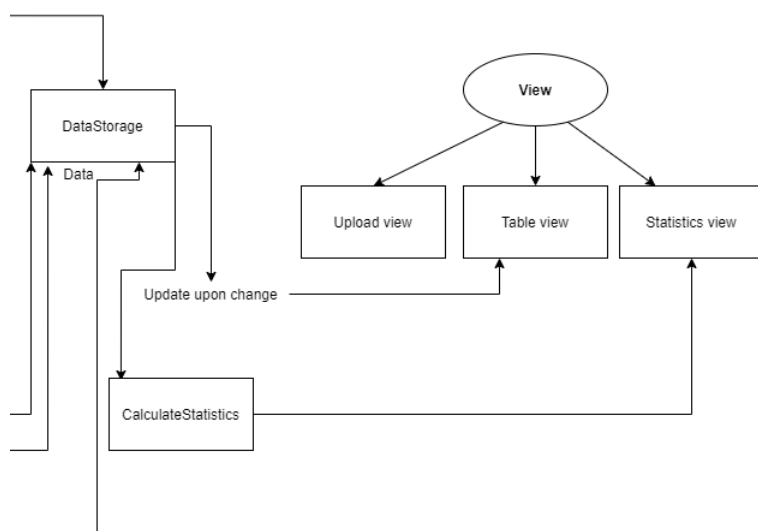 View
DataStorage
Data
Upload view
Table view
Statistics view
Update upon change
CalculateStatistics